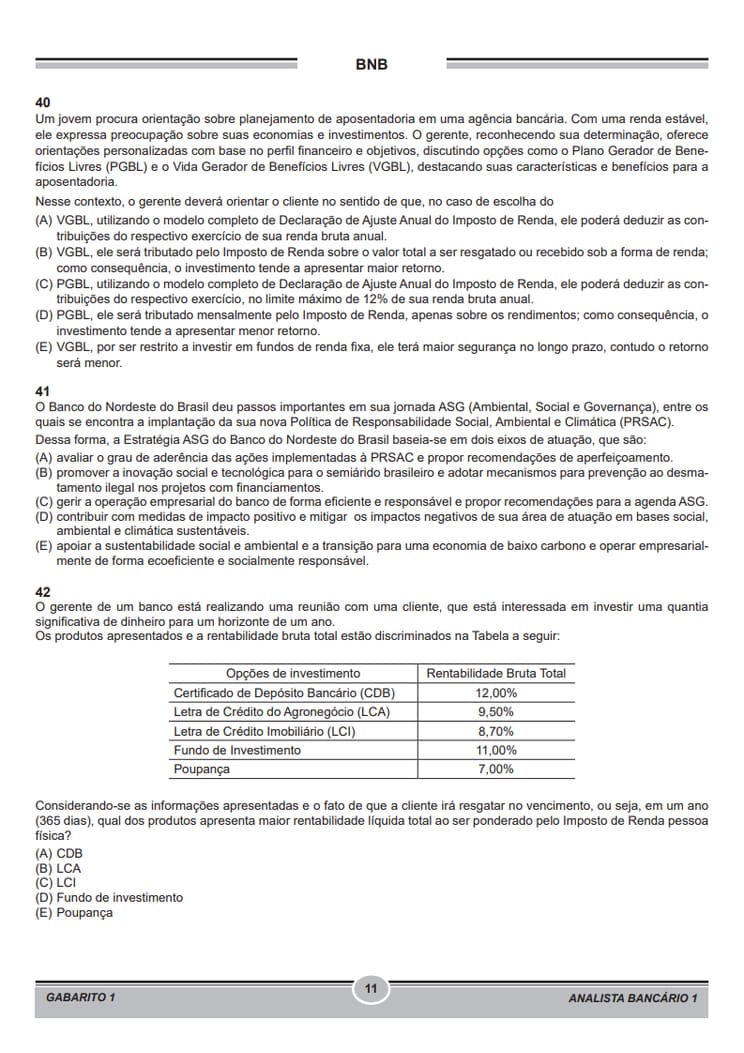 BNB
40
Um jovem procura orientação sobre planejamento de aposentadoria em uma agência bancária. Com uma renda estável,
ele expressa preocupação sobre suas economias e investimentos. O gerente, reconhecendo sua determinação, oferece
orientações personalizadas com base no perfil financeiro e objetivos, discutindo opções como o Plano Gerador de Bene-
fícios Livres (PGBL) e o Vida Gerador de Benefícios Livres (VGBL), destacando suas características e benefícios para a
aposentadoria.
Nesse contexto, o gerente deverá orientar o cliente no sentido de que, no caso de escolha do
(A) VGBL, utilizando o modelo completo de Declaração de Ajuste Anual do Imposto de Renda, ele poderá deduzir as con-
tribuições do respectivo exercício de sua renda bruta anual.
(B) VGBL, ele será tributado pelo Imposto de Renda sobre o valor total a ser resgatado ou recebido sob a forma de renda;
como consequência, o investimento tende a apresentar maior retorno.
(C) PGBL, utilizando o modelo completo de Declaração de Ajuste Anual do Imposto de Renda, ele poderá deduzir as con-
tribuições do respectivo exercício, no limite máximo de 12% de sua renda bruta anual.
(D) PGBL, ele será tributado mensalmente pelo Imposto de Renda, apenas sobre os rendimentos; como consequência, o
investimento tende a apresentar menor retorno.
(E) VGBL, por ser restrito a investir em fundos de renda fixa, ele terá maior segurança no longo prazo, contudo o retorno
será menor.
41
O Banco do Nordeste do Brasil deu passos importantes em sua jornada ASG (Ambiental, Social e Governança), entre os
quais se encontra a implantação da sua nova Política de Responsabilidade Social, Ambiental e Climática (PRSAC).
Dessa forma, a Estratégia ASG do Banco do Nordeste do Brasil baseia-se em dois eixos de atuação, que são:
(A) avaliar o grau de aderência das ações implementadas à PRSAC e propor recomendações de aperfeiçoamento.
(B) promover a inovação social e tecnológica para o semiárido brasileiro e adotar mecanismos para prevenção ao desma-
tamento ilegal nos projetos com financiamentos.
(C) gerir a operação empresarial do banco de forma eficiente e responsável e propor recomendações para a agenda ASG.
(D) contribuir com medidas de impacto positivo e mitigar os impactos negativos de sua área de atuação em bases social,
ambiental e climática sustentáveis.
(E) apoiar a sustentabilidade social e ambiental e a transição para uma economia de baixo carbono e operar empresarial-
mente de forma ecoeficiente e socialmente responsável.
42
O gerente de um banco está realizando uma reunião com uma cliente, que está interessada em investir uma quantia
significativa de dinheiro para um horizonte de um ano.
Os produtos apresentados e a rentabilidade bruta total estão discriminados na Tabela a seguir:
Opções de investimento Rentabilidade Bruta Total
Certificado de Depósito Bancário (CDB) 12,00%
Letra de Crédito do Agronegócio (LCA) 9,50%
Letra de Crédito Imobiliário (LCI) 8,70%
Fundo de Investimento 11,00%
Poupança 7,00%
Considerando-se as informações apresentadas e o fato de que a cliente irá resgatar no vencimento, ou seja, em um ano
(365 dias), qual dos produtos apresenta maior rentabilidade líquida total ao ser ponderado pelo Imposto de Renda pessoa
física?
(A) CDB
(B) LCA
(C) LCI
(D) Fundo de investimento
(E) Poupança
GABARITO 1
11
ANALISTA BANCÁRIO 1